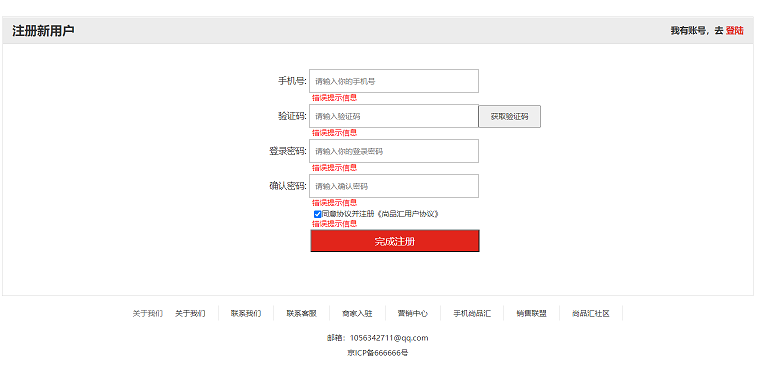 注册新用户 我有账号，去 登陆
手机号: 请输入你的手机号
错误提示信息
验证码: 请输入验证码 获取验证码
错误提示信息
登录密码: 请输入你的登录密码
错误提示信息
确认密码: 请输入确认密码
错误提示信息
同意协议并注册《尚品汇用户协议》
错误提示信息
完成注册
关于我们 关于我们 联系我们 联系客服 商家入驻 营销中心 手机尚品汇 销售联盟 尚品汇社区
邮箱：1056342711@qq.com
京ICP备666666号